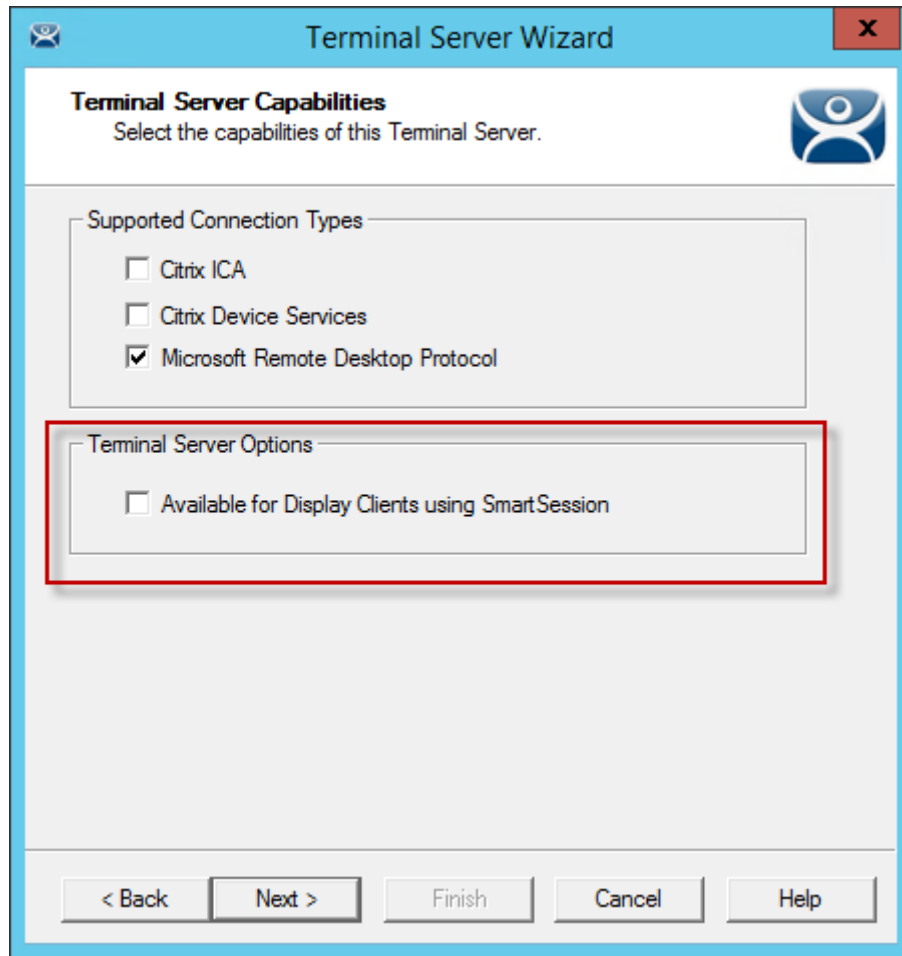 Terminal Server Wizard
x
Terminal Server Capabilities
Select the capabilities of this Terminal Server.
Supported Connection Types
Citrix ICA
Citrix Device Services
Microsoft Remote Desktop Protocol
Terminal Server Options
Available for Display Clients using SmartSession
< Back Next > Finish Cancel Help